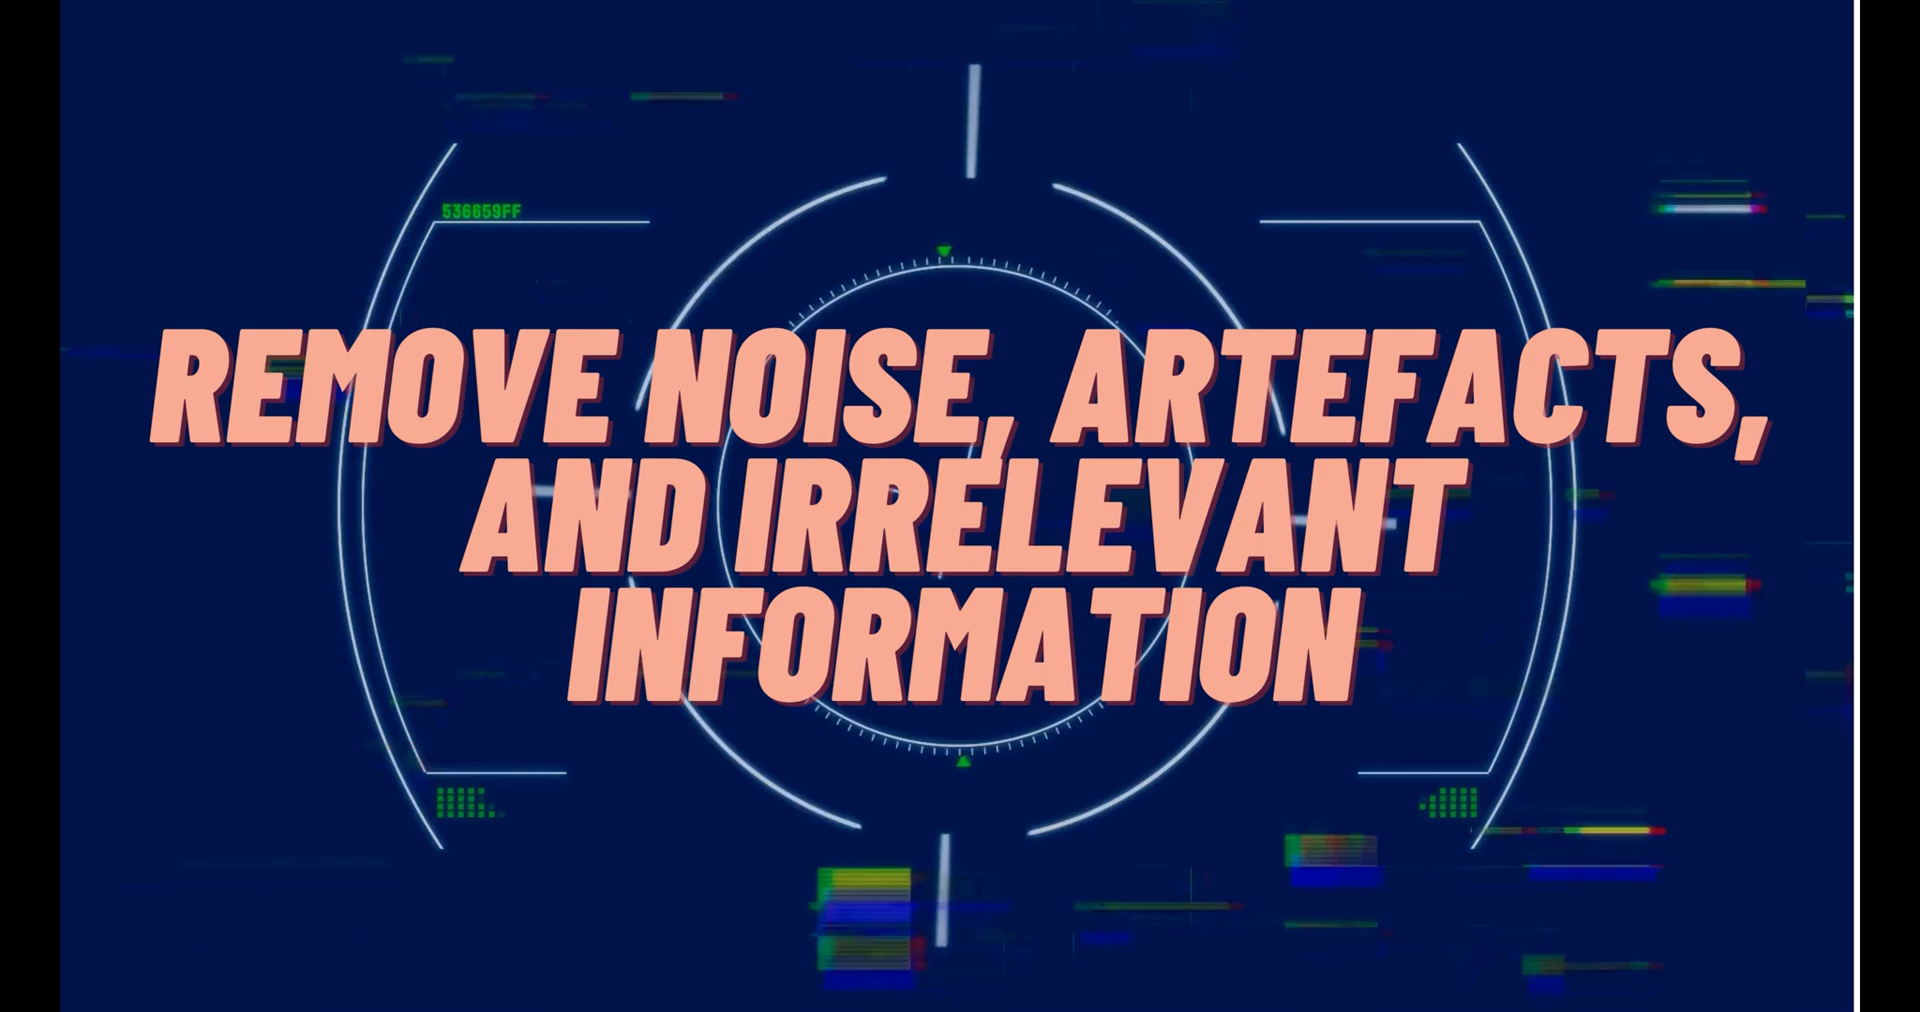 536659FF
REMOVE NOISE, ARTEFACTS,
AND IRRELEVANT
INFORMATION